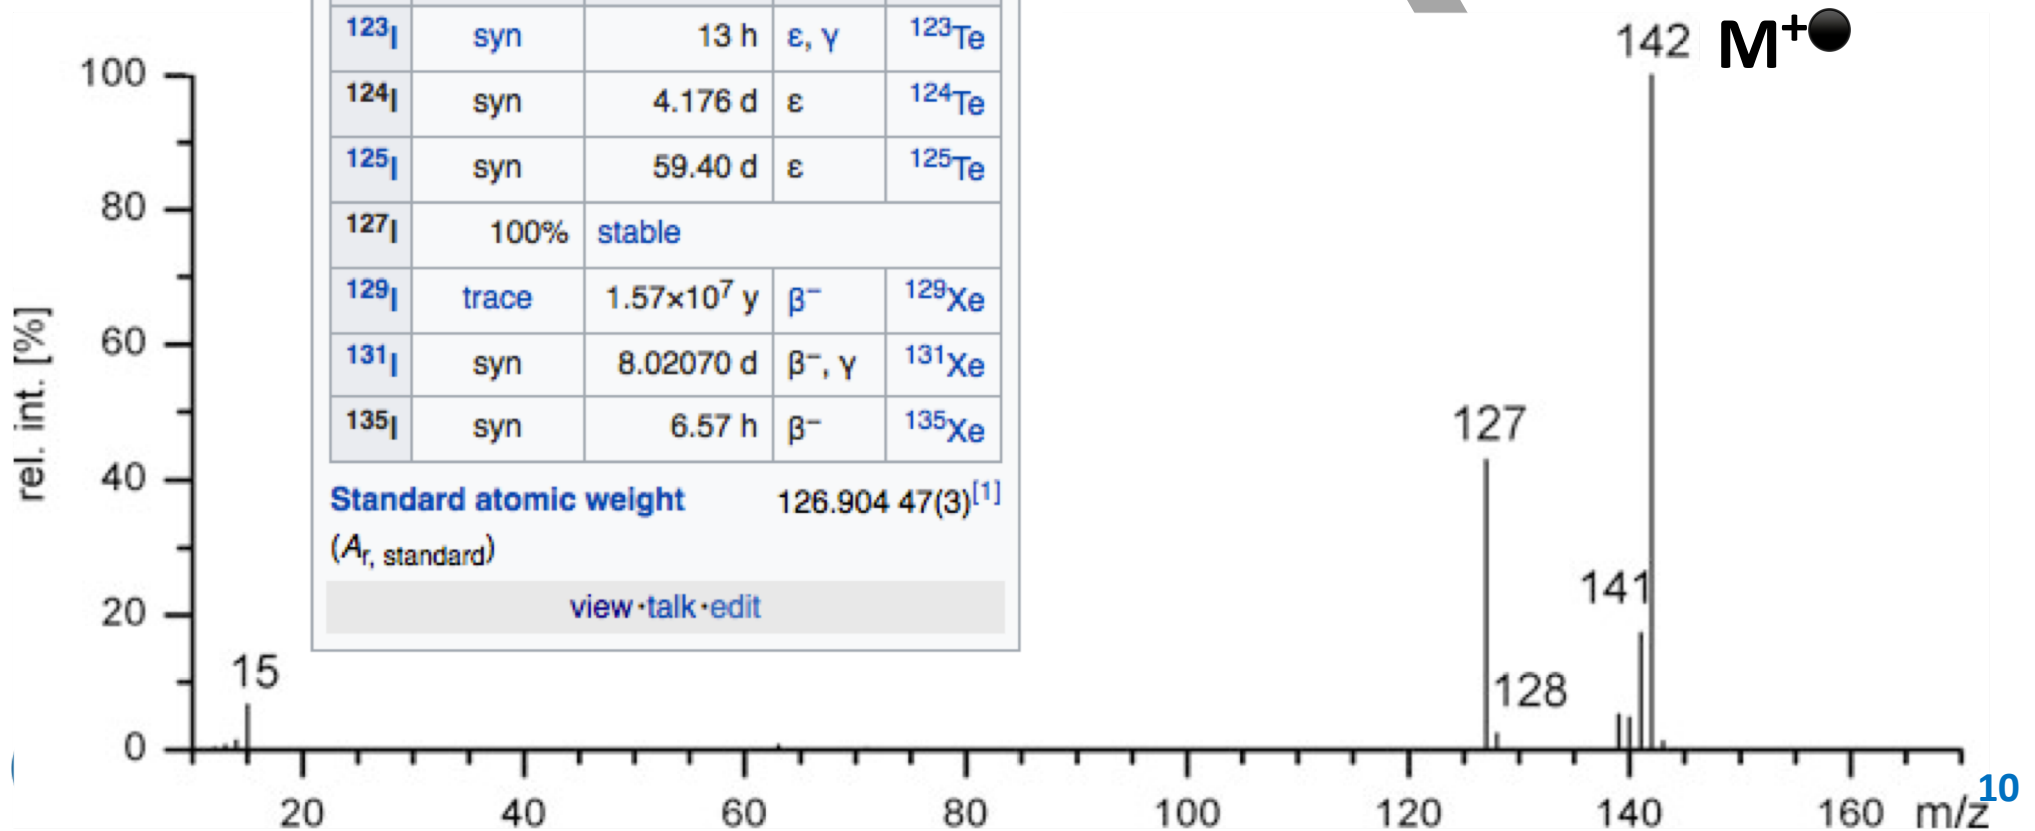 ¹²³I syn 13 h ε, γ ¹²³Te
¹²⁴I syn 4.176 d ε ¹²⁴Te
¹²⁵I syn 59.40 d ε ¹²⁵Te
¹²⁷I 100% stable
¹²⁹I trace 1.57×10⁷ y β⁻ ¹²⁹Xe
¹³¹I syn 8.02070 d β⁻, γ ¹³¹Xe
¹³⁵I syn 6.57 h β⁻ ¹³⁵Xe
Standard atomic weight 126.904 47(3)[1]
(Ar, standard)
view · talk · edit
142 M⁺●
127
141
128
15
rel. int. [%]
100
80
60
40
20
0
20 40 60 80 100 120 140 160 m/z
10